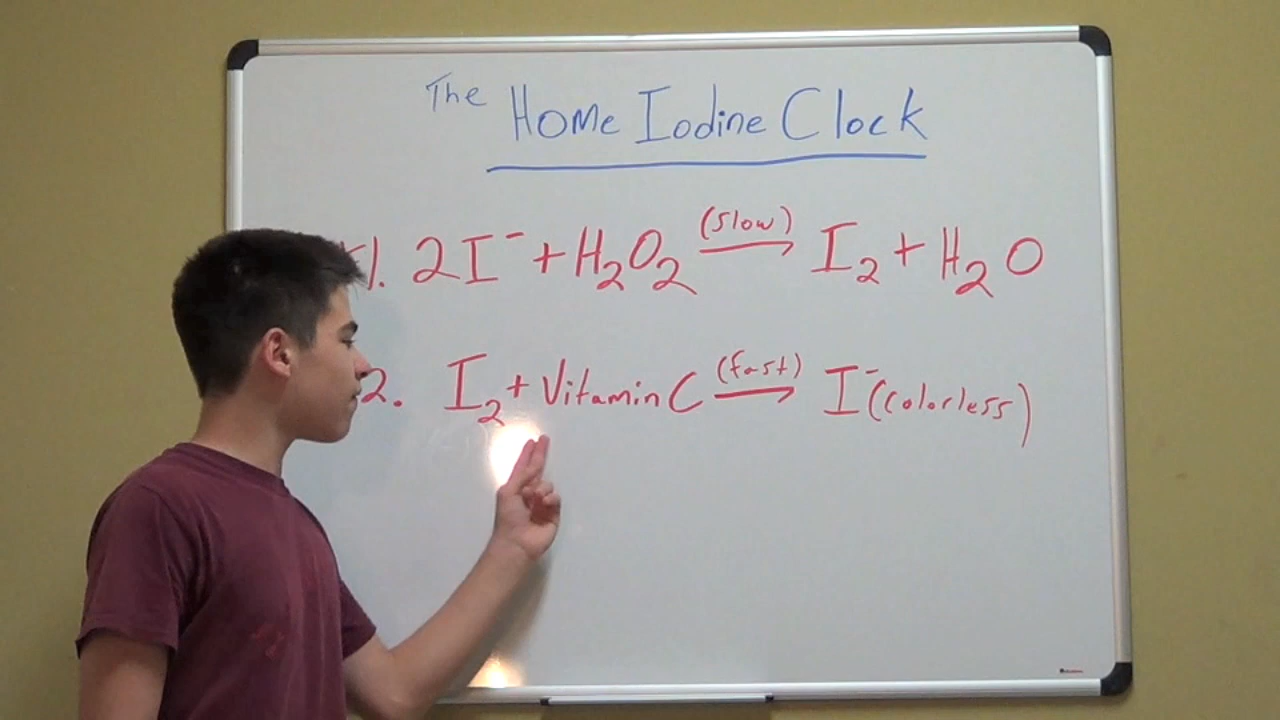 The Home Iodine Clock
1. 2I⁻ + H₂O₂ (slow) → I₂ + H₂O
2. I₂ + Vitamin C (fast) → I⁻ (colorless)